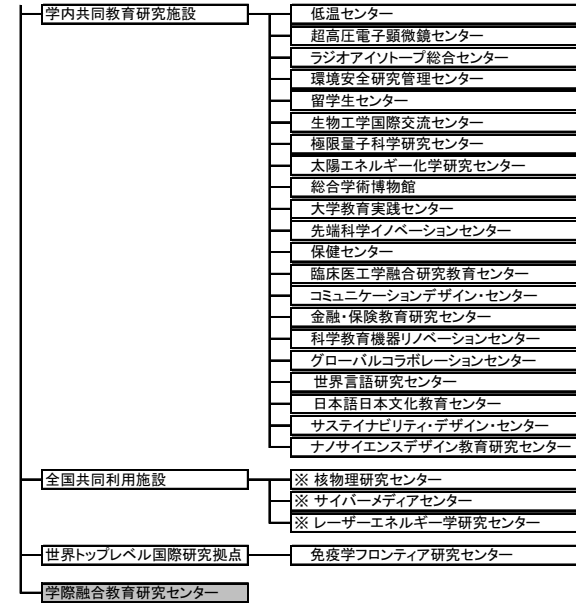 学内共同教育研究施設
低温センター
超高圧電子顕微鏡センター
ラジオアイソトープ総合センター
環境安全研究管理センター
留学生センター
生物工学国際交流センター
極限量子科学研究センター
太陽エネルギー化学研究センター
総合学術博物館
大学教育実践センター
先端科学イノベーションセンター
保健センター
臨床医工学融合研究教育センター
コミュニケーションデザイン・センター
金融・保険教育研究センター
科学教育機器リノベーションセンター
グローバルコラボレーションセンター
世界言語研究センター
日本語日本文化教育センター
サステイナビリティ・デザイン・センター
ナノサイエンスデザイン教育研究センター
全国共同利用施設
※ 核物理研究センター
※ サイバーメディアセンター
※ レーザーエネルギー学研究センター
世界トップレベル国際研究拠点
免疫学フロンティア研究センター
学際融合教育研究センター